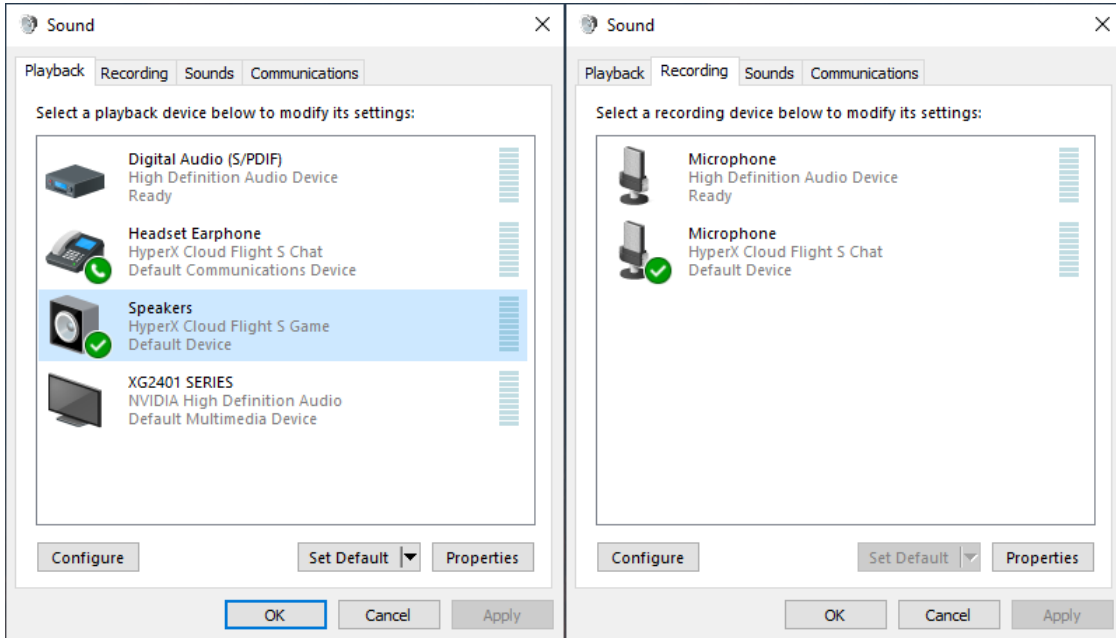 Sound
Playback Recording Sounds Communications
Select a playback device below to modify its settings:
Digital Audio (S/PDIF)
High Definition Audio Device
Ready
Headset Earphone
HyperX Cloud Flight S Chat
Default Communications Device
Speakers
HyperX Cloud Flight S Game
Default Device
XG2401 SERIES
NVIDIA High Definition Audio
Default Multimedia Device
Configure Set Default Properties
OK Cancel Apply
Sound
Playback Recording Sounds Communications
Select a recording device below to modify its settings:
Microphone
High Definition Audio Device
Ready
Microphone
HyperX Cloud Flight S Chat
Default Device
Configure Set Default Properties
OK Cancel Apply